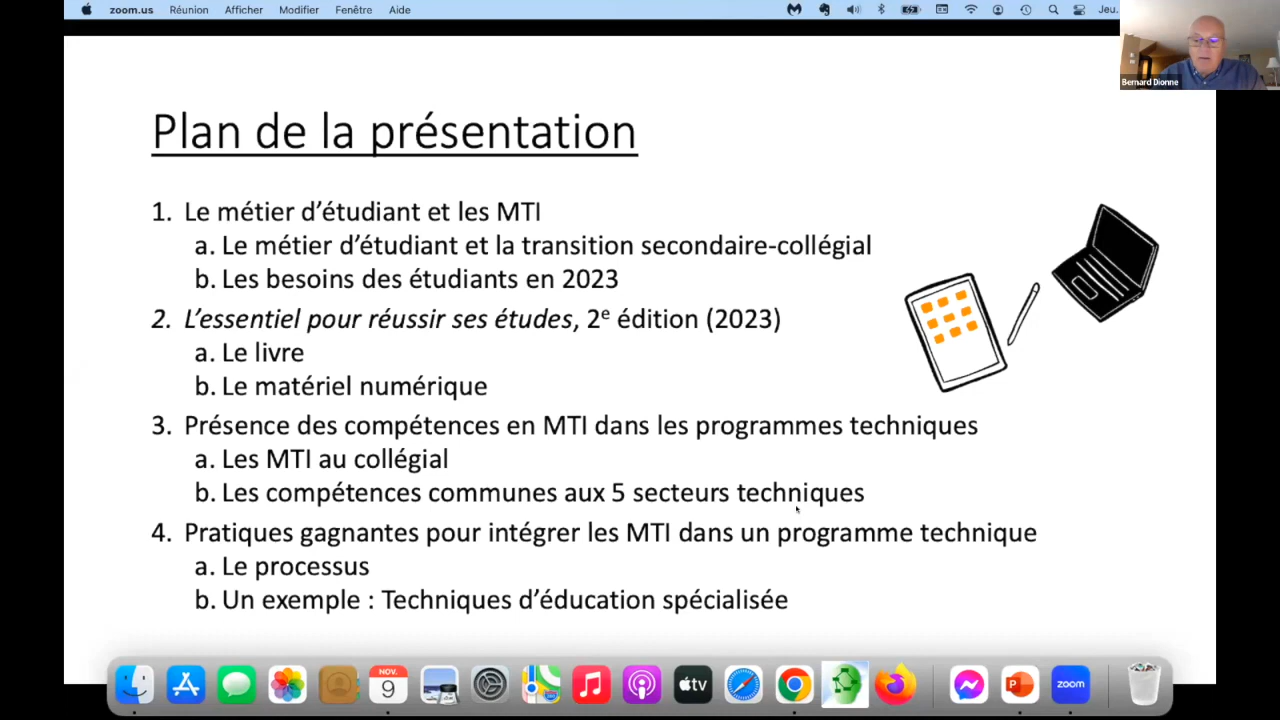 zoom.us Réunion Afficher Modifier Fenêtre Aide Jeu.
Bernard Dionne
Plan de la présentation
1. Le métier d’étudiant et les MTI
a. Le métier d’étudiant et la transition secondaire-collégial
b. Les besoins des étudiants en 2023
2. L’essentiel pour réussir ses études, 2e édition (2023)
a. Le livre
b. Le matériel numérique
3. Présence des compétences en MTI dans les programmes techniques
a. Les MTI au collégial
b. Les compétences communes aux 5 secteurs techniques
4. Pratiques gagnantes pour intégrer les MTI dans un programme technique
a. Le processus
b. Un exemple : Techniques d’éducation spécialisée
NOV.
9
tv
P
zoom